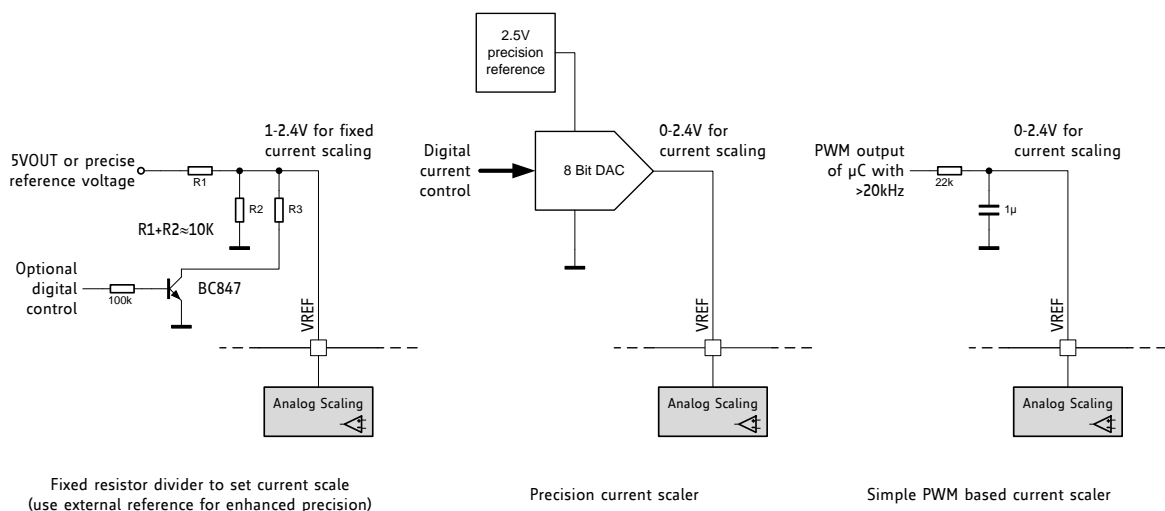 2.5V
precision
reference
1-2.4V for fixed
current scaling
5VOUT or precise
reference voltage
R1
R2
R3
R1+R2≈10K
Optional
digital
control
100k
BC847
VREF
Analog Scaling
Fixed resistor divider to set current scale
(use external reference for enhanced precision)
Digital
current
control
8 Bit DAC
0-2.4V for
current scaling
VREF
Analog Scaling
Precision current scaler
PWM output
of µC with
>20kHz
22k
1µ
0-2.4V for
current scaling
VREF
Analog Scaling
Simple PWM based current scaler